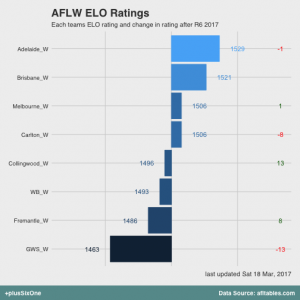 AFLW ELO Ratings
Each teams ELO rating and change in rating after R6 2017
Adelaide_W 1529 -1
Brisbane_W 1521
Melbourne_W 1506 1
Carlton_W 1506 -8
Collingwood_W 1496 13
WB_W 1493
Fremantle_W 1486 8
GWS_W 1463 -13
last updated Sat 18 Mar, 2017
+plusSixOne Data Source: afltables.com